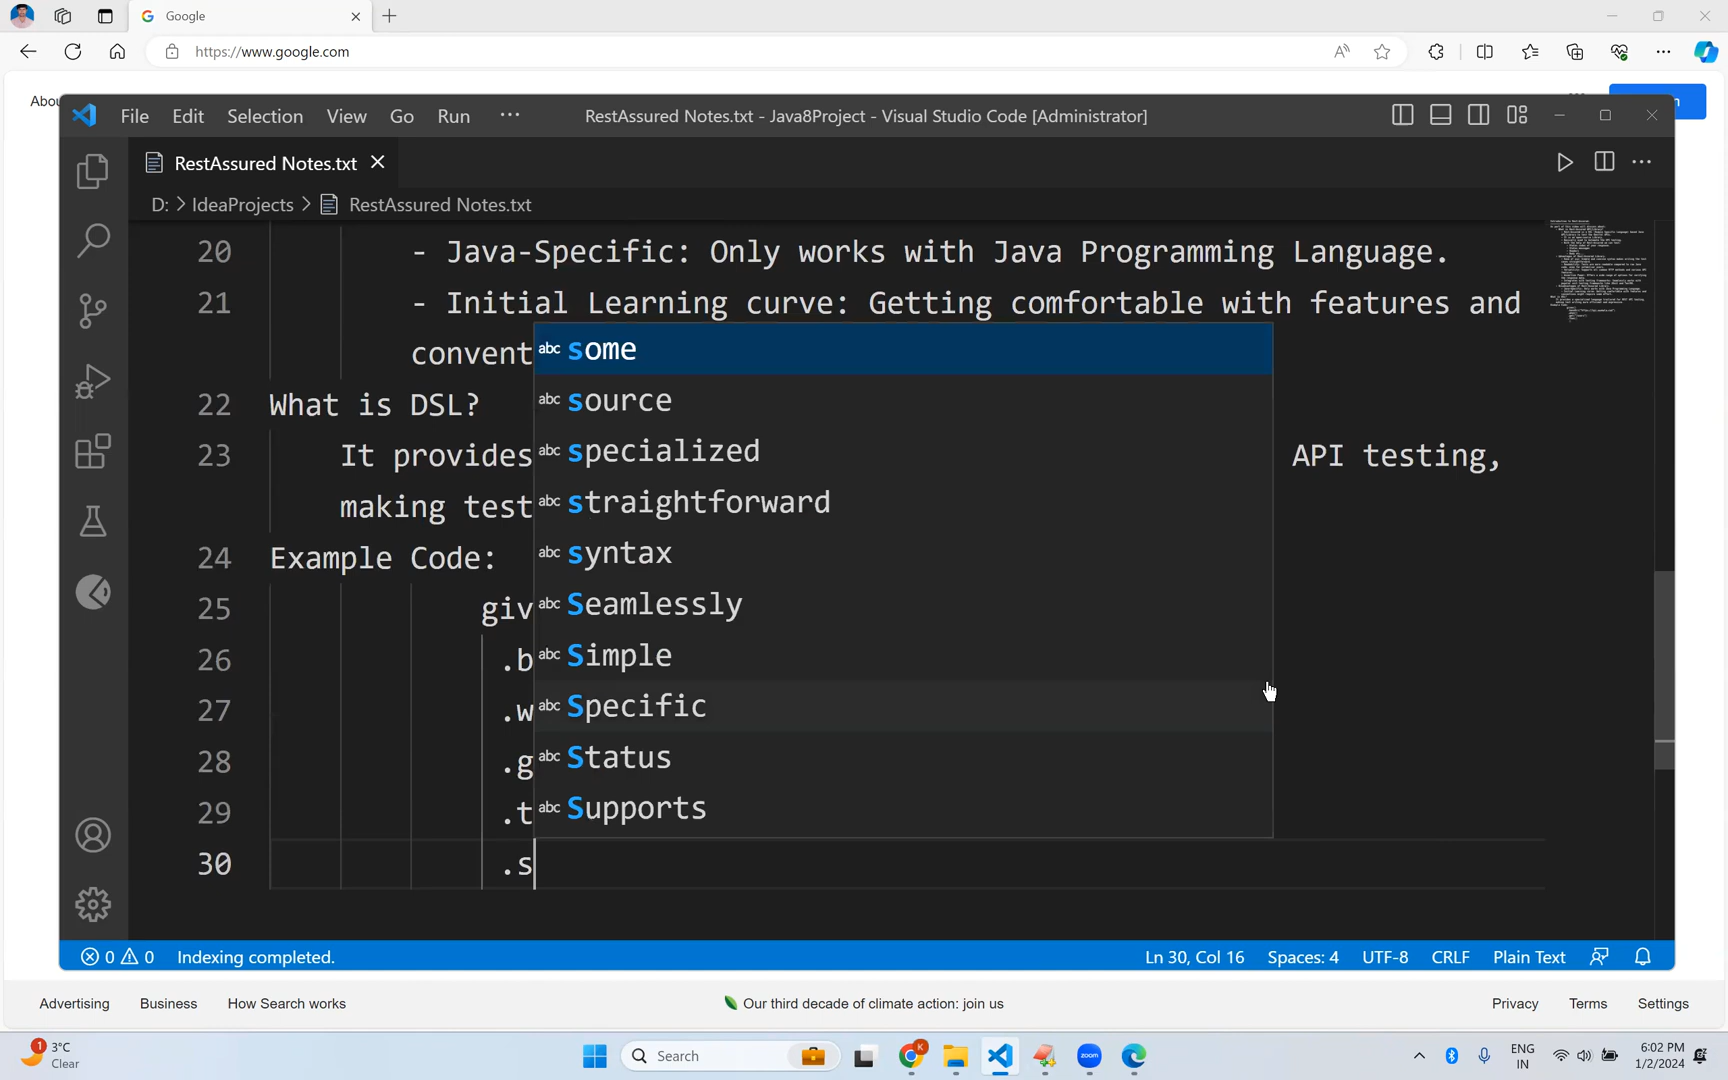 Google
https://www.google.com
Abou
File Edit Selection View Go Run ··· RestAssured Notes.txt - Java8Project - Visual Studio Code [Administrator]
RestAssured Notes.txt
D: > IdeaProjects > RestAssured Notes.txt
20 - Java-Specific: Only works with Java Programming Language.
21 - Initial Learning curve: Getting comfortable with features and
convent
abc some
abc source
abc specialized
abc straightforward
abc syntax
abc Seamlessly
abc Simple
abc Specific
abc Status
abc Supports
22 What is DSL?
23 It provides API testing,
making test
24 Example Code:
25 giv
26 .b
27 .w
28 .g
29 .t
30 .s
0 0 Indexing completed. Ln 30, Col 16 Spaces: 4 UTF-8 CRLF Plain Text
Advertising Business How Search works Our third decade of climate action: join us Privacy Terms Settings
1 3°C
Clear
Search
zoom
ENG
IN
6:02 PM
1/2/2024